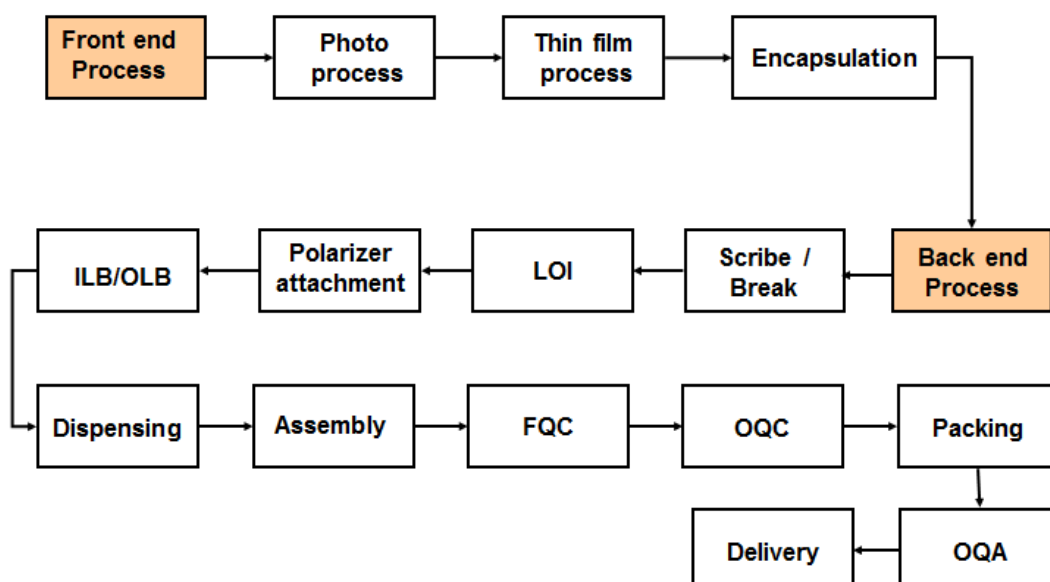 Front end
Process
Photo
process
Thin film
process
Encapsulation
Back end
Process
Scribe /
Break
LOI
Polarizer
attachment
ILB/OLB
Dispensing
Assembly
FQC
OQC
Packing
OQA
Delivery